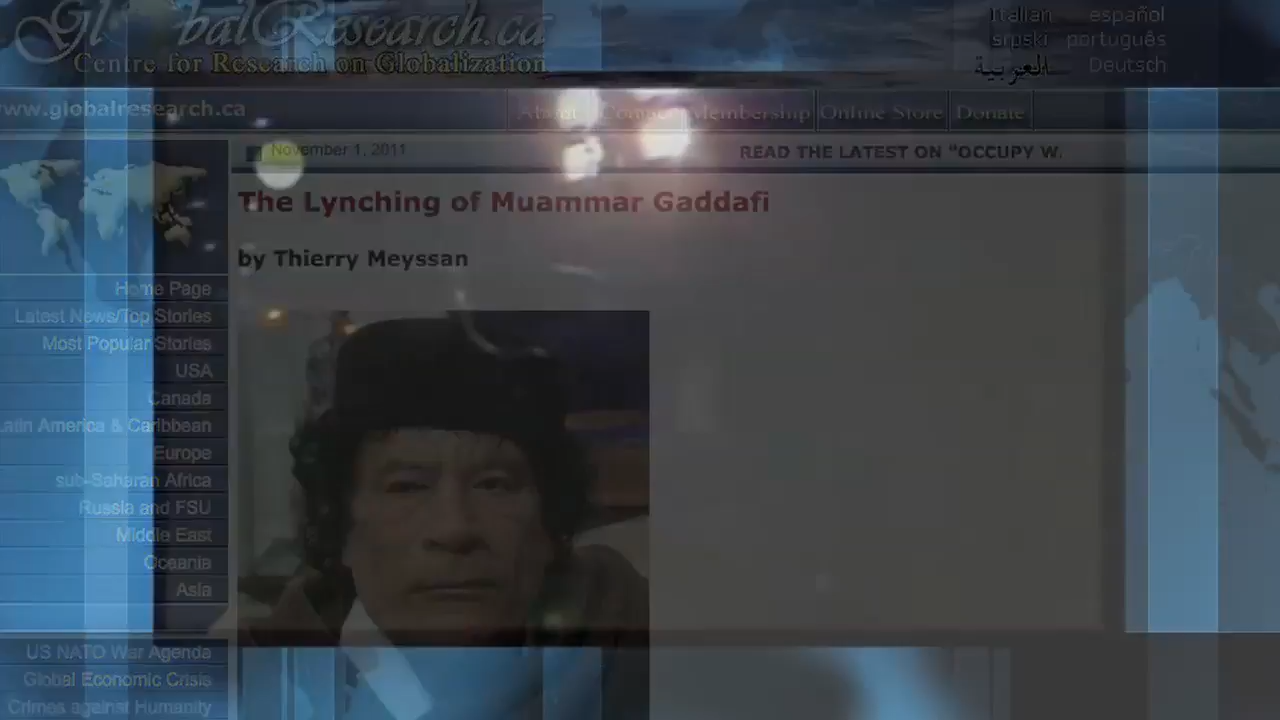 GlobalResearch.ca
Centre for Research on Globalization
Italian español
srpski português
العربية Deutsch
www.globalresearch.ca
About Contact Membership Online Store Donate
November 1, 2011
READ THE LATEST ON "OCCUPY W
The Lynching of Muammar Gaddafi
by Thierry Meyssan
Home Page
Latest News/Top Stories
Most Popular Stories
USA
Canada
Latin America & Caribbean
Europe
sub-Saharan Africa
Russia and FSU
Middle East
Oceania
Asia
US NATO War Agenda
Global Economic Crisis
Crimes against Humanity